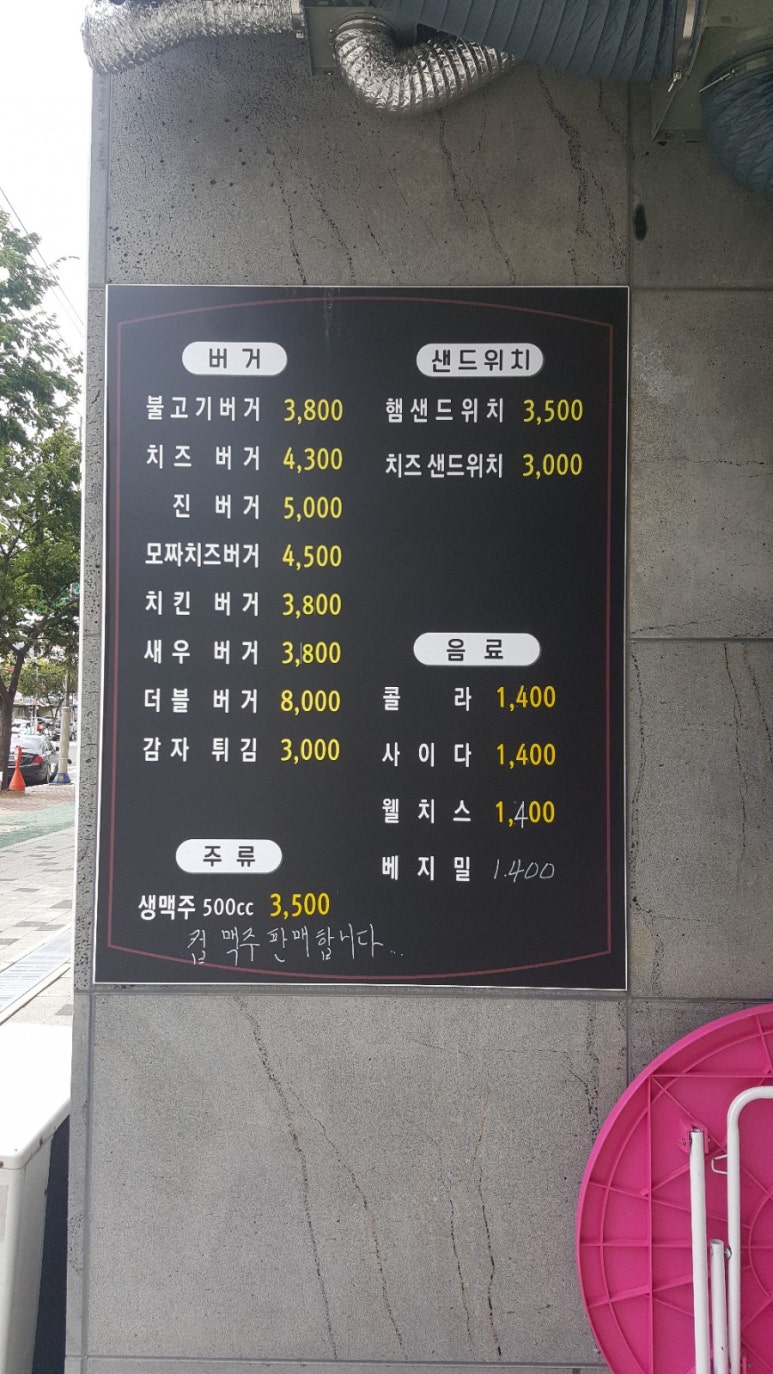 버거
불고기버거 3,800
치즈 버거 4,300
진 버거 5,000
모짜치즈버거 4,500
치킨 버거 3,800
새우 버거 3,800
더블 버거 8,000
감자 튀김 3,000
주류
생맥주 500cc 3,500
컵 맥주 판매합니다...
샌드위치
햄샌드위치 3,500
치즈샌드위치 3,000
음료
콜라 1,400
사이다 1,400
웰치스 1,400
베지밀 1.400